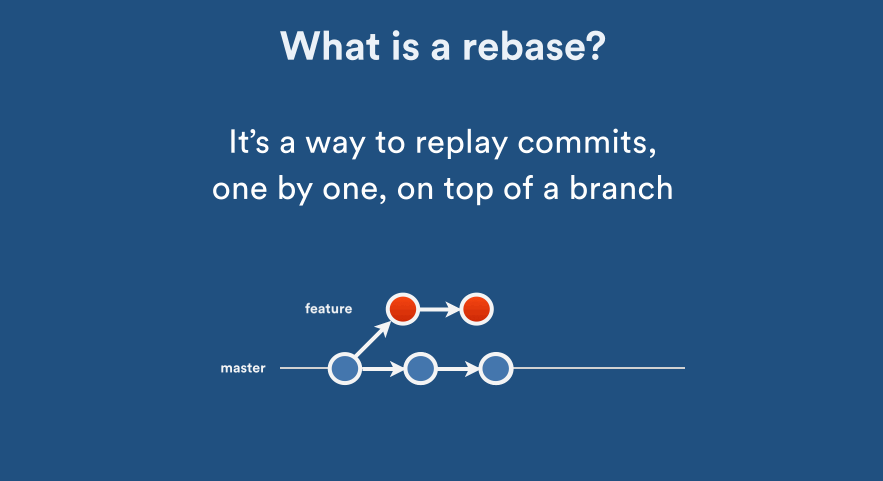 What is a rebase?
It’s a way to replay commits,
one by one, on top of a branch
feature
master